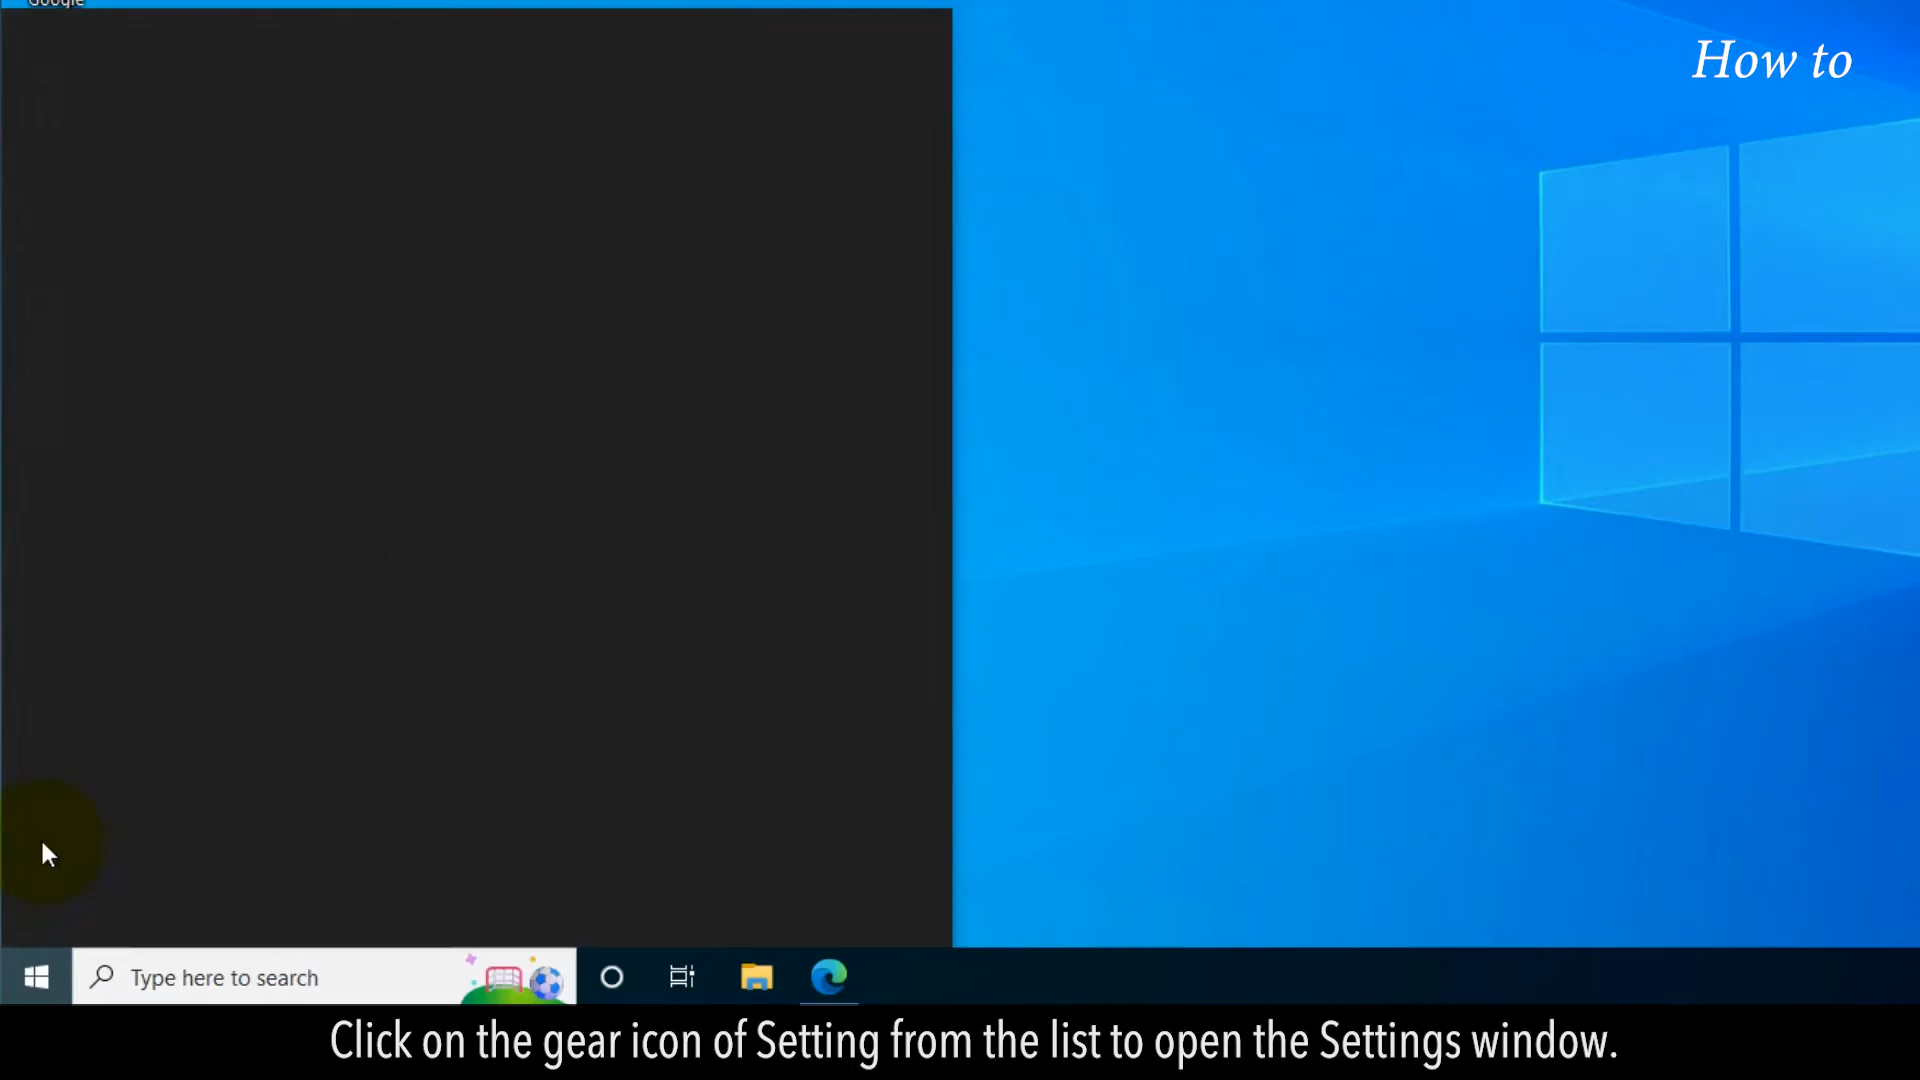 Google
How to
Type here to search
Click on the gear icon of Setting from the list to open the Settings window.